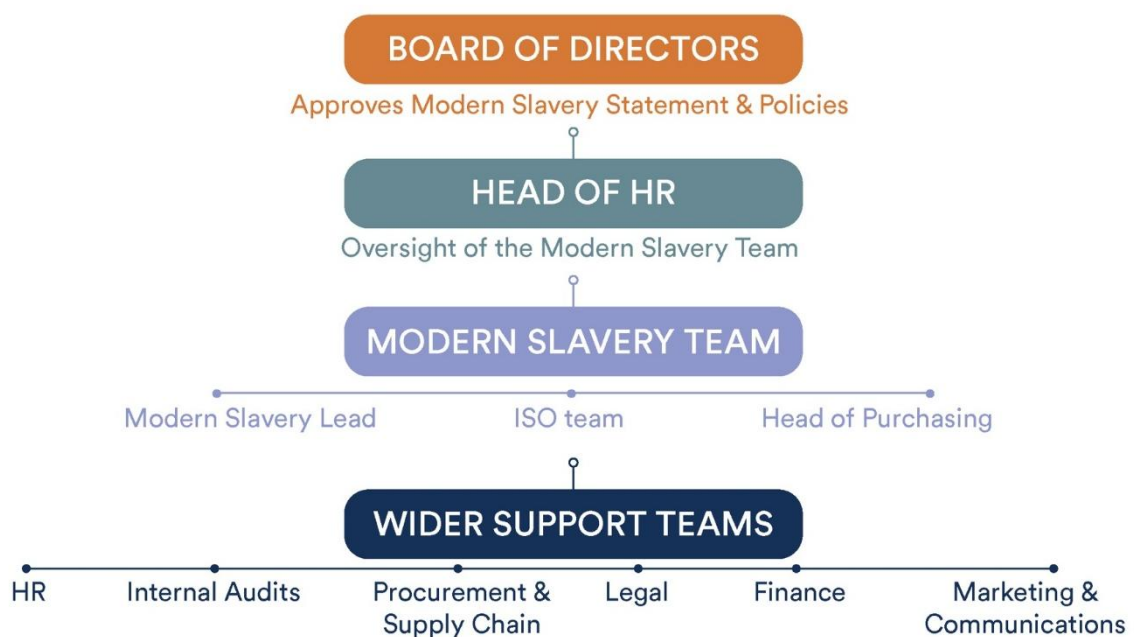 BOARD OF DIRECTORS
Approves Modern Slavery Statement & Policies
HEAD OF HR
Oversight of the Modern Slavery Team
MODERN SLAVERY TEAM
Modern Slavery Lead
ISO team
Head of Purchasing
WIDER SUPPORT TEAMS
HR
Internal Audits
Procurement &
Supply Chain
Legal
Finance
Marketing &
Communications